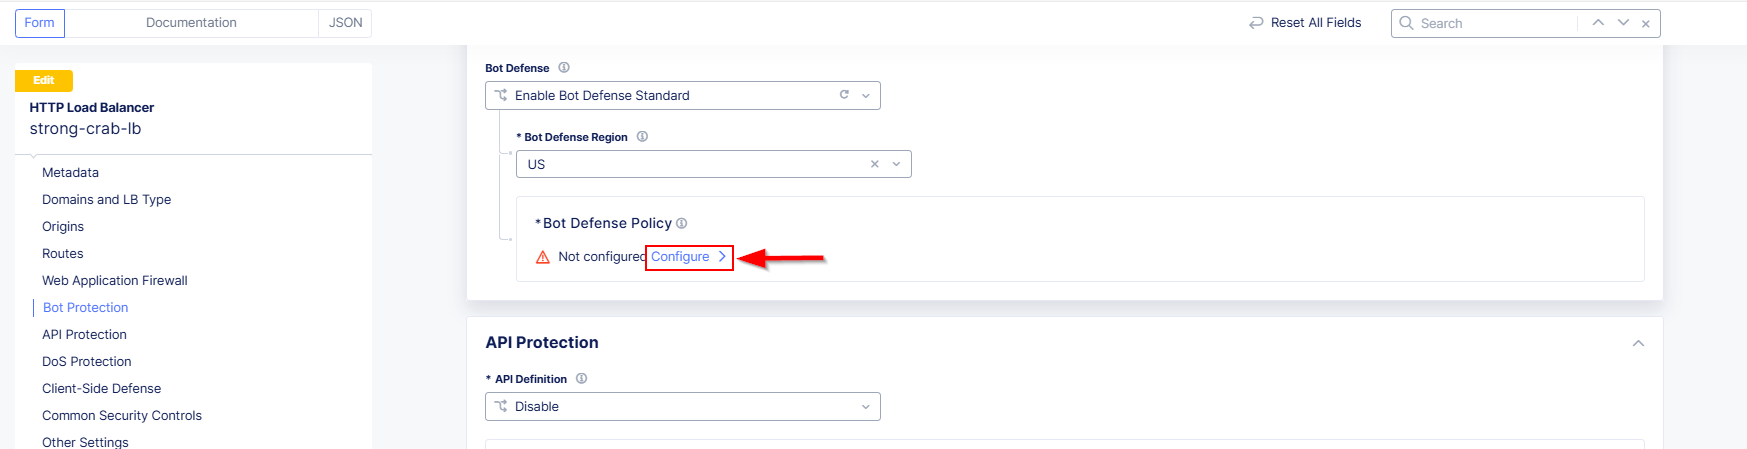 Form
Documentation
JSON
Reset All Fields
Search
Edit
HTTP Load Balancer
strong-crab-lb
Metadata
Domains and LB Type
Origins
Routes
Web Application Firewall
Bot Protection
API Protection
DoS Protection
Client-Side Defense
Common Security Controls
Other Settings
Bot Defense
Enable Bot Defense Standard
* Bot Defense Region
US
* Bot Defense Policy
Not configured Configure
API Protection
* API Definition
Disable